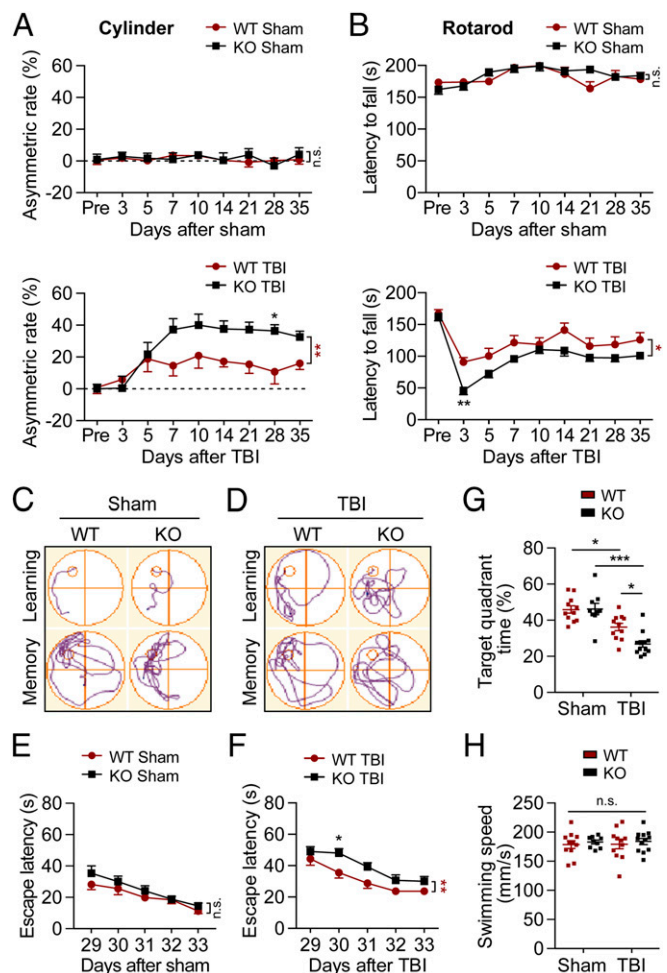 A
Cylinder
WT Sham
KO Sham
Asymmetric rate (%)
60
40
20
0
-20
n.s.
Pre 3 5 7 10 14 21 28 35
Days after sham
B
Rotarod
WT Sham
KO Sham
Latency to fall (s)
200
150
100
50
0
n.s.
Pre 3 5 7 10 14 21 28 35
Days after sham
WT TBI
KO TBI
Asymmetric rate (%)
60
40
20
0
-20
*
**
Pre 3 5 7 10 14 21 28 35
Days after TBI
WT TBI
KO TBI
Latency to fall (s)
200
150
100
50
0
**
*
Pre 3 5 7 10 14 21 28 35
Days after TBI
C
Sham
WT KO
Learning
Memory
D
TBI
WT KO
Learning
Memory
G
WT
KO
Target quadrant
time (%)
80
60
40
20
0
*
***
*
Sham TBI
E
WT Sham
KO Sham
Escape latency (s)
80
60
40
20
0
n.s.
29 30 31 32 33
Days after sham
F
WT TBI
KO TBI
Escape latency (s)
80
60
40
20
0
*
**
29 30 31 32 33
Days after TBI
H
WT
KO
Swimming speed
(mm/s)
250
200
150
100
50
0
n.s.
Sham TBI